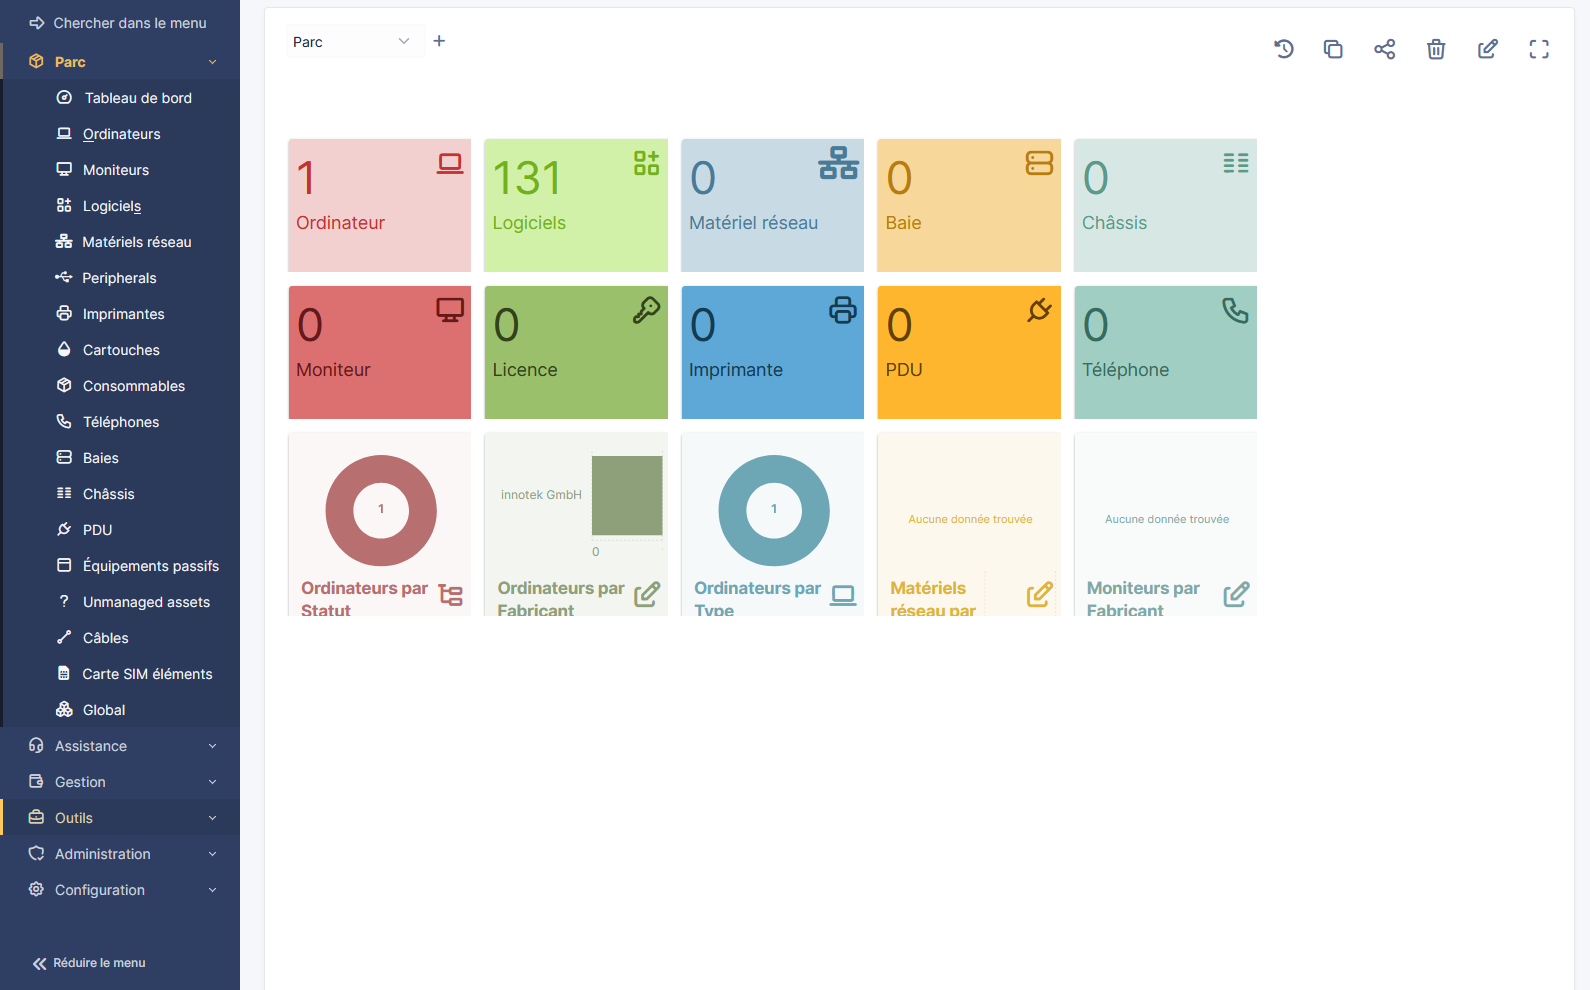 Chercher dans le menu
Parc
Tableau de bord
Ordinateurs
Moniteurs
Logiciels
Matériels réseau
Peripherals
Imprimantes
Cartouches
Consommables
Téléphones
Baies
Châssis
PDU
Équipements passifs
? Unmanaged assets
Câbles
Carte SIM éléments
Global
Assistance
Gestion
Outils
Administration
Configuration
Réduire le menu
Parc
+
1
Ordinateur
131
Logiciels
0
Matériel réseau
0
Baie
0
Châssis
0
Moniteur
0
Licence
0
Imprimante
0
PDU
0
Téléphone
1
Ordinateurs par
Statut
innotek GmbH
0
Ordinateurs par
Fabricant
1
Ordinateurs par
Type
Aucune donnée trouvée
Matériels
réseau par
Aucune donnée trouvée
Moniteurs par
Fabricant